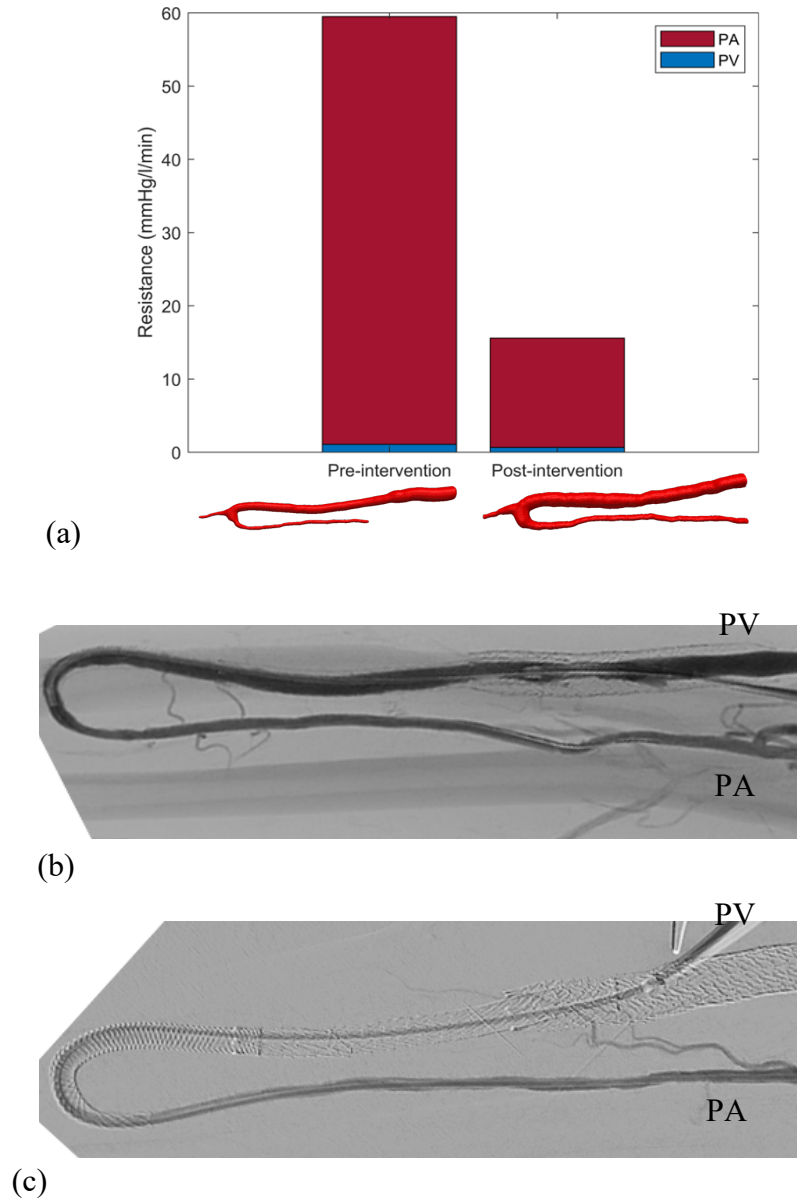 60
50
40
30
20
10
0
Resistance (mmHg/l/min)
PA
PV
Pre-intervention
Post-intervention
(a)
PV
PA
(b)
PV
PA
(c)